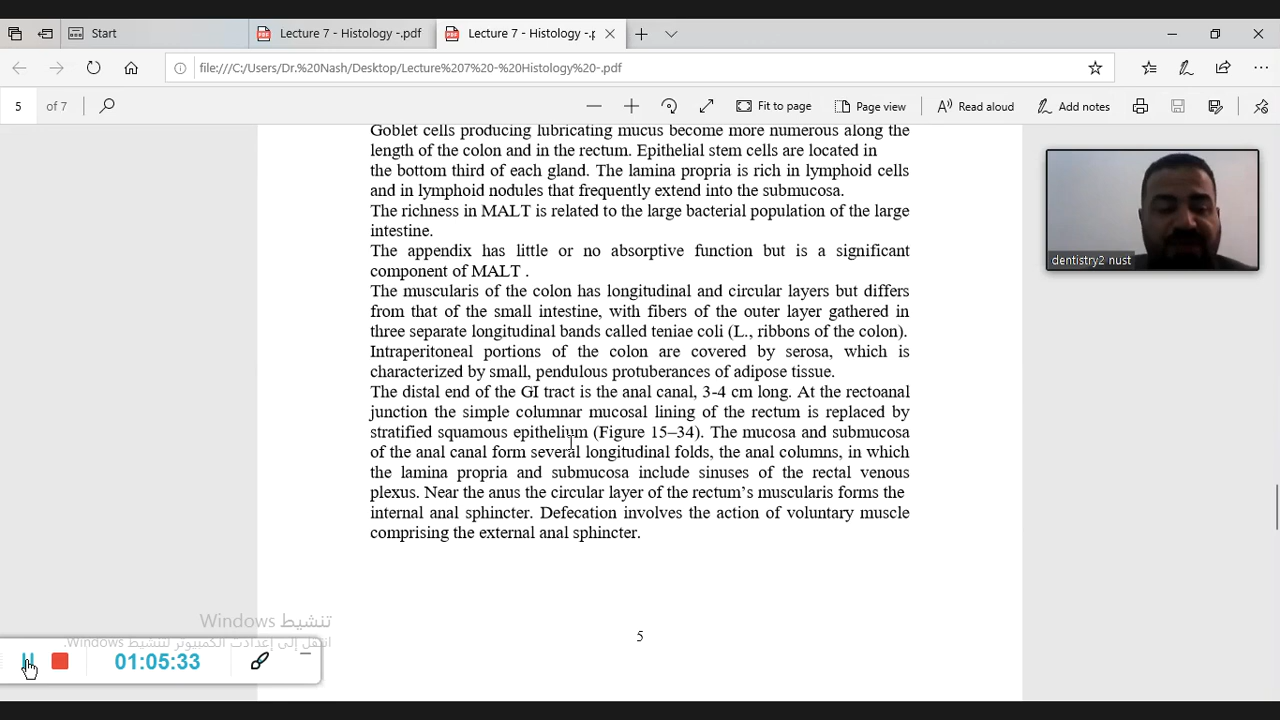 Start
Lecture 7 - Histology -.pdf
Lecture 7 - Histology -.p
file:///C:/Users/Dr.%20Nash/Desktop/Lecture%207%20-%20Histology%20-.pdf
5 of 7
Fit to page
Page view
Read aloud
Add notes
Goblet cells producing lubricating mucus become more numerous along the
length of the colon and in the rectum. Epithelial stem cells are located in
the bottom third of each gland. The lamina propria is rich in lymphoid cells
and in lymphoid nodules that frequently extend into the submucosa.
The richness in MALT is related to the large bacterial population of the large
intestine.
The appendix has little or no absorptive function but is a significant
component of MALT .
The muscularis of the colon has longitudinal and circular layers but differs
from that of the small intestine, with fibers of the outer layer gathered in
three separate longitudinal bands called teniae coli (L., ribbons of the colon).
Intraperitoneal portions of the colon are covered by serosa, which is
characterized by small, pendulous protuberances of adipose tissue.
The distal end of the GI tract is the anal canal, 3-4 cm long. At the rectoanal
junction the simple columnar mucosal lining of the rectum is replaced by
stratified squamous epithelium (Figure 15–34). The mucosa and submucosa
of the anal canal form several longitudinal folds, the anal columns, in which
the lamina propria and submucosa include sinuses of the rectal venous
plexus. Near the anus the circular layer of the rectum's muscularis forms the
internal anal sphincter. Defecation involves the action of voluntary muscle
comprising the external anal sphincter.
5
dentistry2 nust
تنشيط Windows
انتقل إلى إعدادات الكمبيوتر لتنشيط Windows.
01:05:33